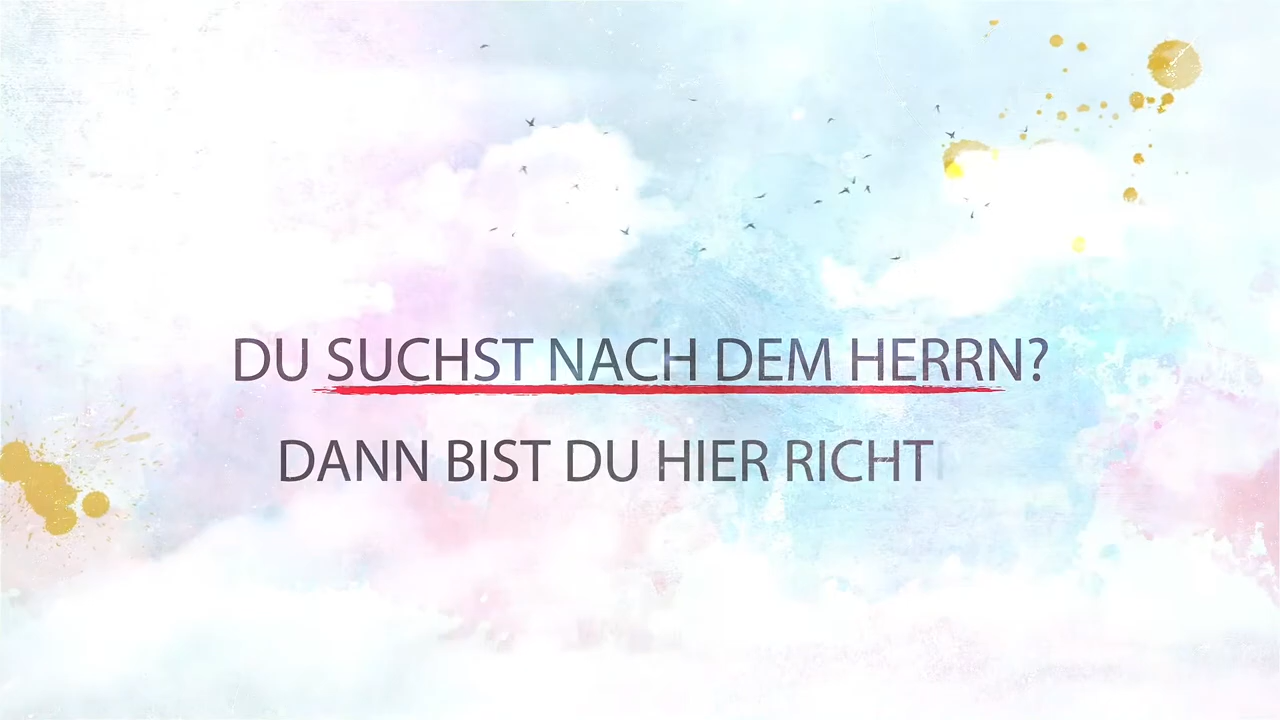 DU SUCHST NACH DEM HERRN?
DANN BIST DU HIER RICHT